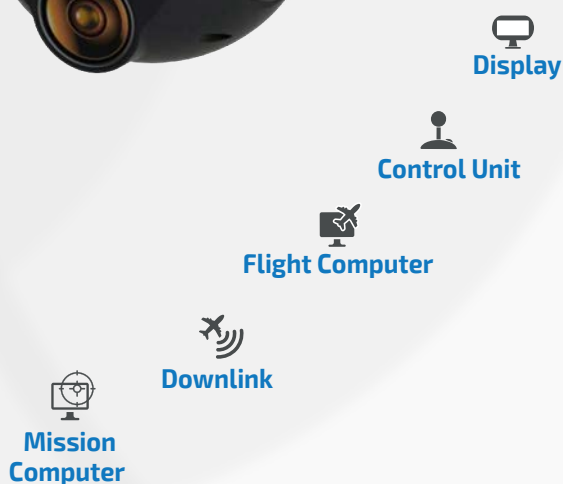 Display
Control Unit
Flight Computer
Downlink
Mission
Computer